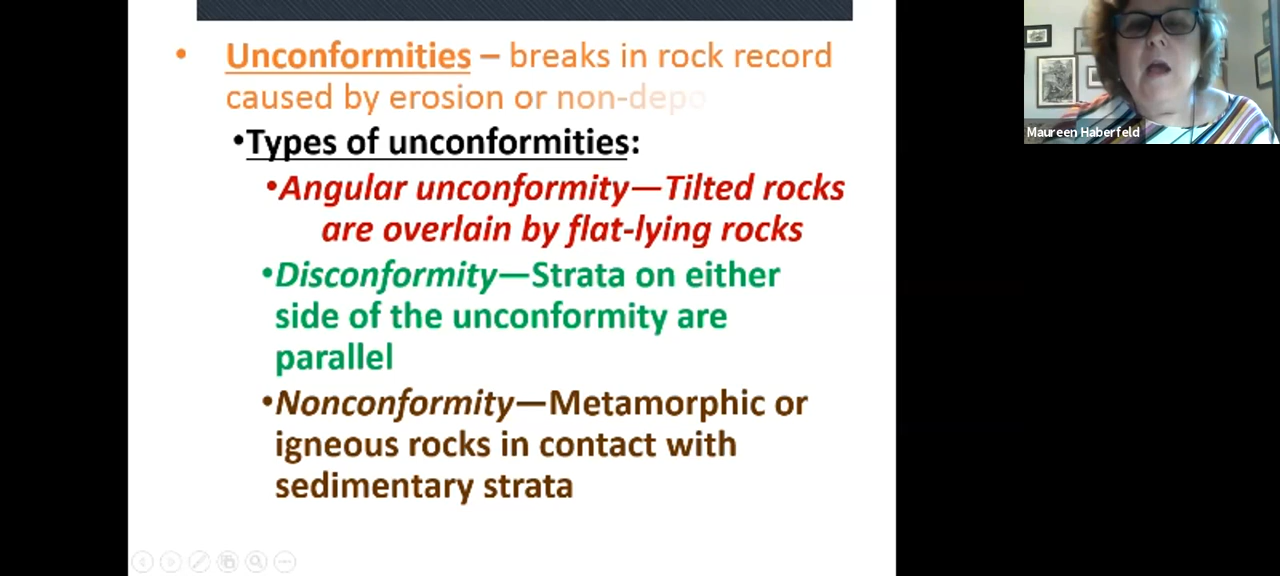 • Unconformities – breaks in rock record
caused by erosion or non-depo
•Types of unconformities:
•Angular unconformity—Tilted rocks
are overlain by flat-lying rocks
•Disconformity—Strata on either
side of the unconformity are
parallel
•Nonconformity—Metamorphic or
igneous rocks in contact with
sedimentary strata
Maureen Haberfeld